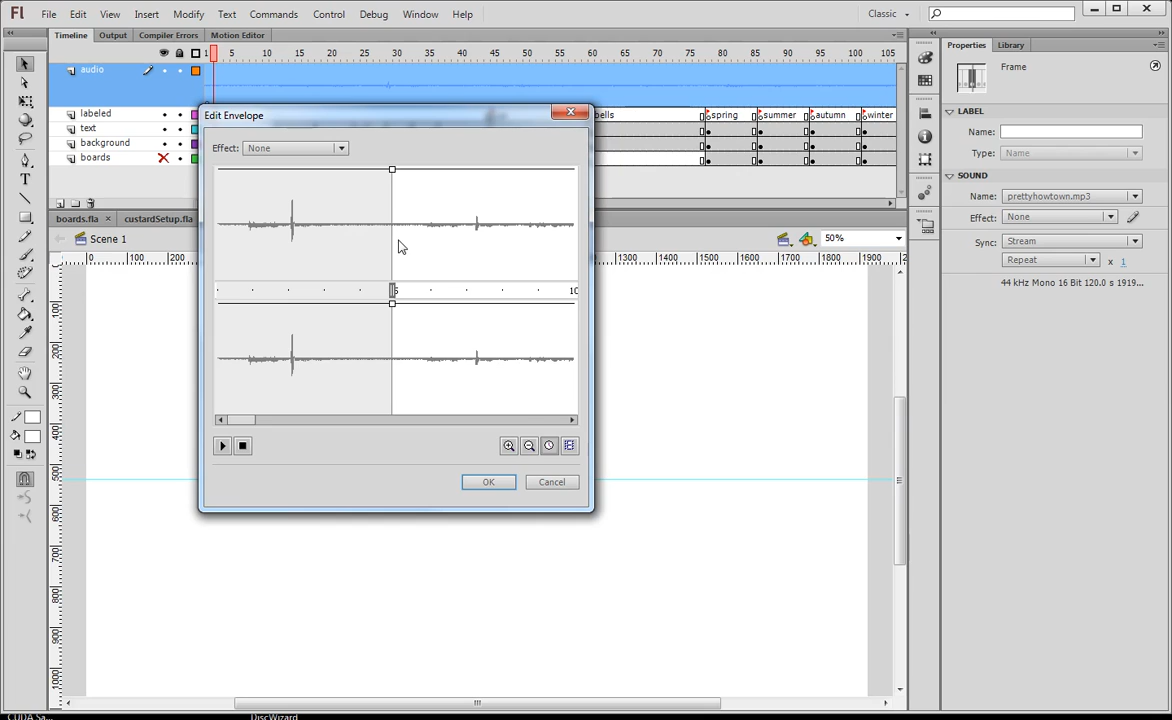 Fl File Edit View Insert Modify Text Commands Control Debug Window Help Classic
Timeline Output Compiler Errors Motion Editor
Properties Library
1 5 10 15 20 25 30 35 40 45 50 55 60 65 70 75 80 85 90 95 100 105
Frame
audio
labeled
text
background
boards
bells spring summer autumn winter
LABEL
Name:
Type: Name
SOUND
Name: prettyhowtown.mp3
Effect: None
Sync: Stream
Repeat x 1
44 kHz Mono 16 Bit 120.0 s 1919...
Edit Envelope
Effect: None
5 10
OK Cancel
boards.fla × custardSetup.fla
Scene 1
50%
0 100 200
1300 1400 1500 1600 1700 1800 1900
100
200
300
400
500
600
700
800
900
1000
CUDA Sa... DiscWizard